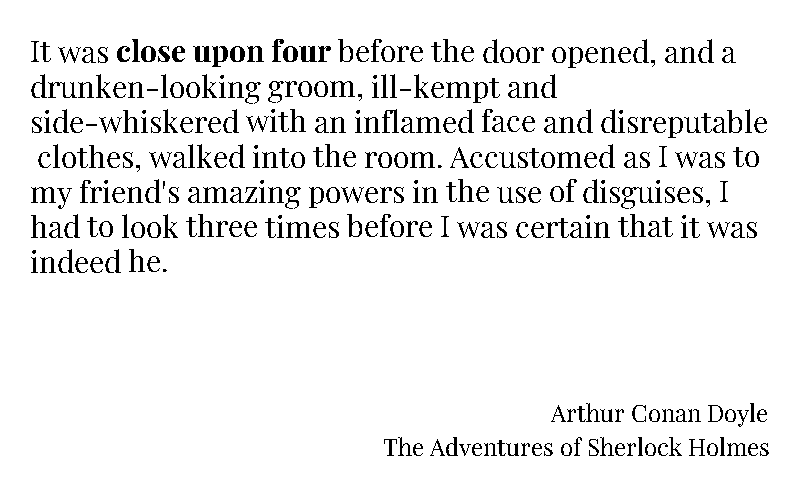 It was close upon four before the door opened, and a
drunken-looking groom, ill-kempt and
side-whiskered with an inflamed face and disreputable
clothes, walked into the room. Accustomed as I was to
my friend's amazing powers in the use of disguises, I
had to look three times before I was certain that it was
indeed he.
Arthur Conan Doyle
The Adventures of Sherlock Holmes